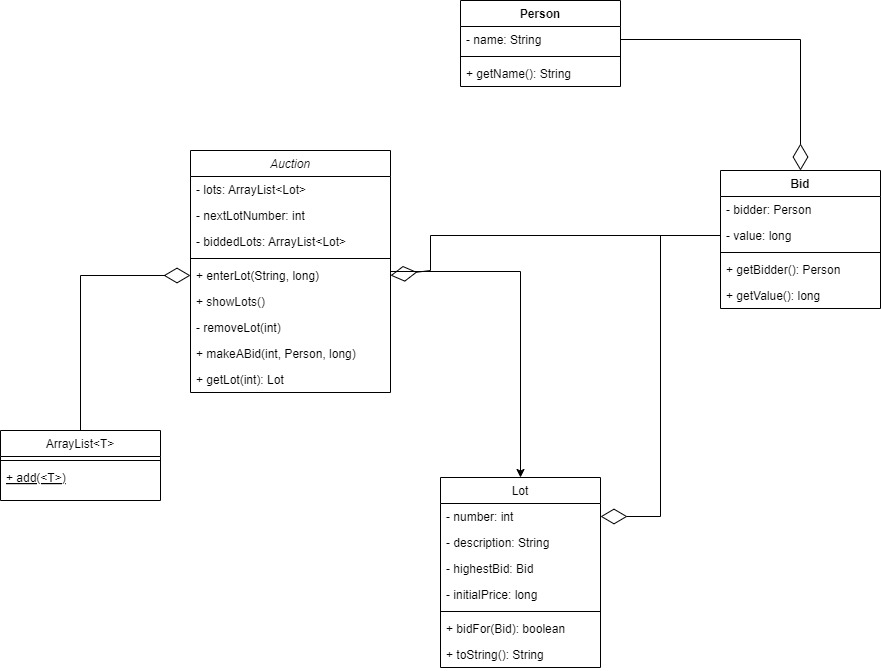 Person
- name: String
+ getName(): String
Auction
- lots: ArrayList<Lot>
- nextLotNumber: int
- biddedLots: ArrayList<Lot>
+ enterLot(String, long)
+ showLots()
- removeLot(int)
+ makeABid(int, Person, long)
+ getLot(int): Lot
Bid
- bidder: Person
- value: long
+ getBidder(): Person
+ getValue(): long
ArrayList<T>
+ add(<T>)
Lot
- number: int
- description: String
- highestBid: Bid
- initialPrice: long
+ bidFor(Bid): boolean
+ toString(): String